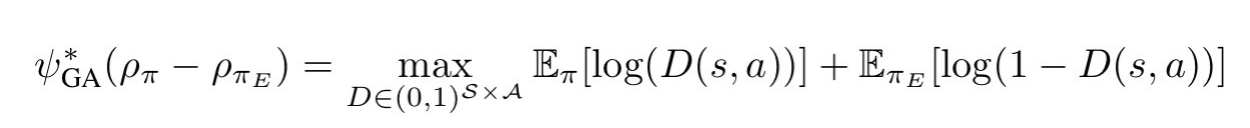 ψ*_GA(ρ_π − ρ_{π_E}) = max_{D∈(0,1)^{𝒮×𝒜}} 𝔼_π[log(D(s, a))] + 𝔼_{π_E}[log(1 − D(s, a))]